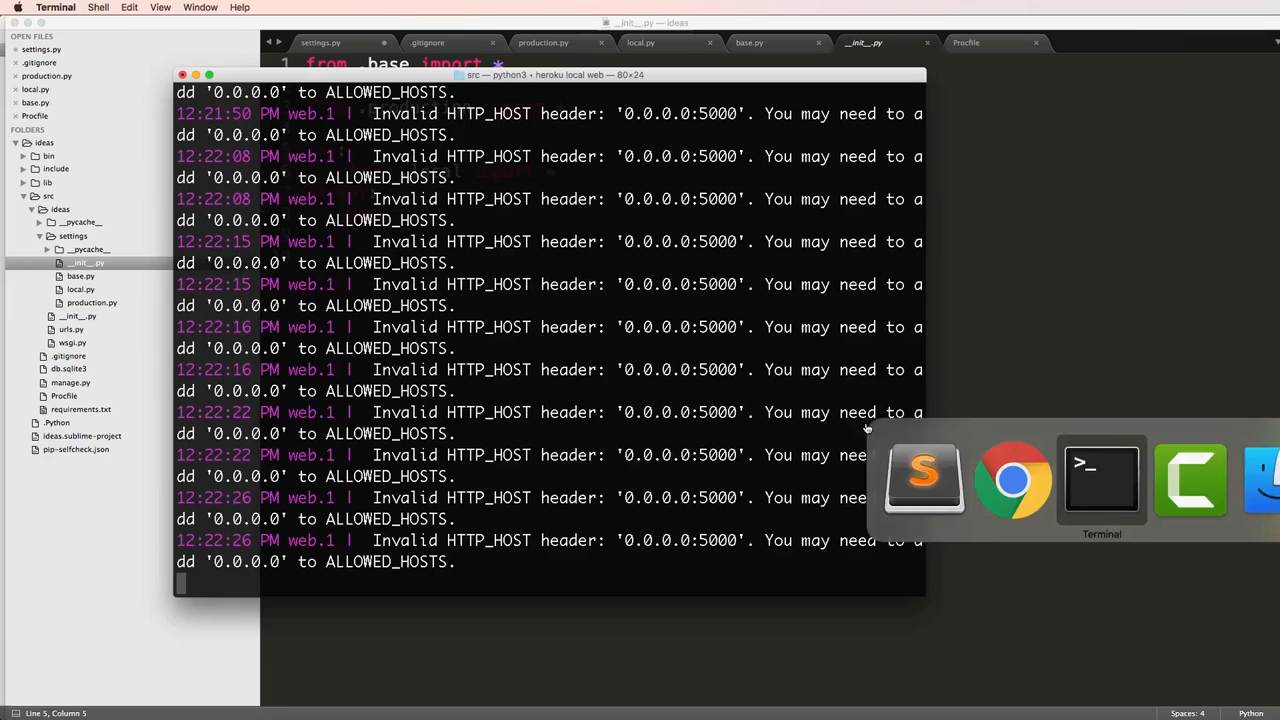 Terminal Shell Edit View Window Help
__init__.py — ideas
OPEN FILES
settings.py
.gitignore
production.py
local.py
base.py
Procfile
FOLDERS
ideas
bin
include
lib
src
ideas
__pycache__
settings
__pycache__
__init__.py
base.py
local.py
production.py
__init__.py
urls.py
wsgi.py
.gitignore
db.sqlite3
manage.py
Procfile
requirements.txt
.Python
ideas.sublime-project
pip-selfcheck.json
settings.py .gitignore production.py local.py base.py __init__.py Procfile
1 from .base import *
src — python3 • heroku local web — 80×24
dd '0.0.0.0' to ALLOWED_HOSTS.
12:21:50 PM web.1 | Invalid HTTP_HOST header: '0.0.0.0:5000'. You may need to a
dd '0.0.0.0' to ALLOWED_HOSTS.
12:22:08 PM web.1 | Invalid HTTP_HOST header: '0.0.0.0:5000'. You may need to a
dd '0.0.0.0' to ALLOWED_HOSTS.
12:22:08 PM web.1 | Invalid HTTP_HOST header: '0.0.0.0:5000'. You may need to a
dd '0.0.0.0' to ALLOWED_HOSTS.
12:22:15 PM web.1 | Invalid HTTP_HOST header: '0.0.0.0:5000'. You may need to a
dd '0.0.0.0' to ALLOWED_HOSTS.
12:22:15 PM web.1 | Invalid HTTP_HOST header: '0.0.0.0:5000'. You may need to a
dd '0.0.0.0' to ALLOWED_HOSTS.
12:22:16 PM web.1 | Invalid HTTP_HOST header: '0.0.0.0:5000'. You may need to a
dd '0.0.0.0' to ALLOWED_HOSTS.
12:22:16 PM web.1 | Invalid HTTP_HOST header: '0.0.0.0:5000'. You may need to a
dd '0.0.0.0' to ALLOWED_HOSTS.
12:22:22 PM web.1 | Invalid HTTP_HOST header: '0.0.0.0:5000'. You may need to a
dd '0.0.0.0' to ALLOWED_HOSTS.
12:22:22 PM web.1 | Invalid HTTP_HOST header: '0.0.0.0:5000'. You may need
dd '0.0.0.0' to ALLOWED_HOSTS.
12:22:26 PM web.1 | Invalid HTTP_HOST header: '0.0.0.0:5000'. You may need
dd '0.0.0.0' to ALLOWED_HOSTS.
12:22:26 PM web.1 | Invalid HTTP_HOST header: '0.0.0.0:5000'. You may need to a
dd '0.0.0.0' to ALLOWED_HOSTS.
Terminal
Line 5, Column 5
Spaces: 4 Python